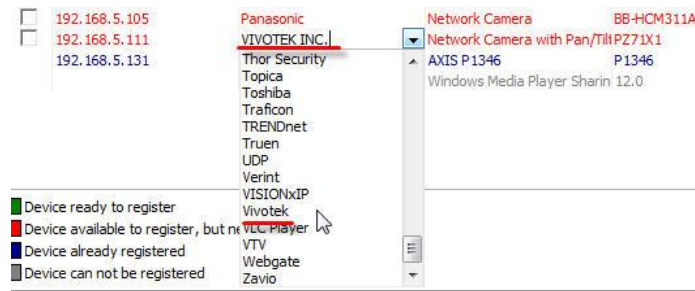 192.168.5.105 Panasonic Network Camera BB-HCM311A
192.168.5.111 VIVOTEK INC. Network Camera with Pan/Tilt PZ71X1
192.168.5.131 Thor Security AXIS P1346 P1346
Topica Windows Media Player Sharin 12.0
Toshiba
Traficon
TRENDnet
Truen
UDP
Verint
VISIONxIP
Device ready to register Vivotek
Device available to register, but ne VLC Player
Device already registered VTV
Webgate
Device can not be registered Zavio